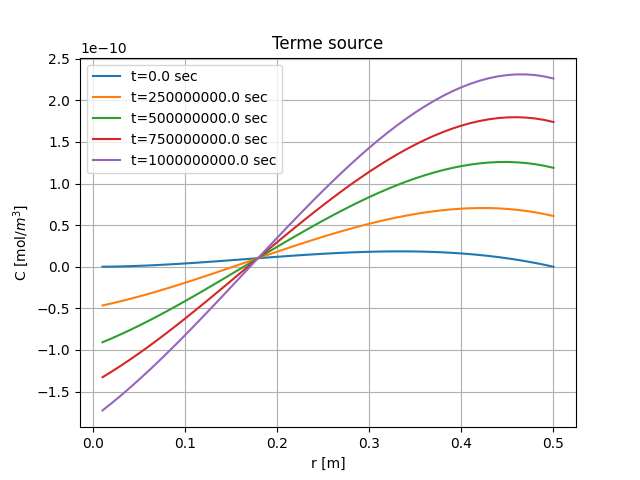 Terme source
1e−10
2.5
2.0
1.5
1.0
0.5
0.0
−0.5
−1.0
−1.5
C [mol/m³]
t=0.0 sec
t=250000000.0 sec
t=500000000.0 sec
t=750000000.0 sec
t=1000000000.0 sec
0.0 0.1 0.2 0.3 0.4 0.5
r [m]